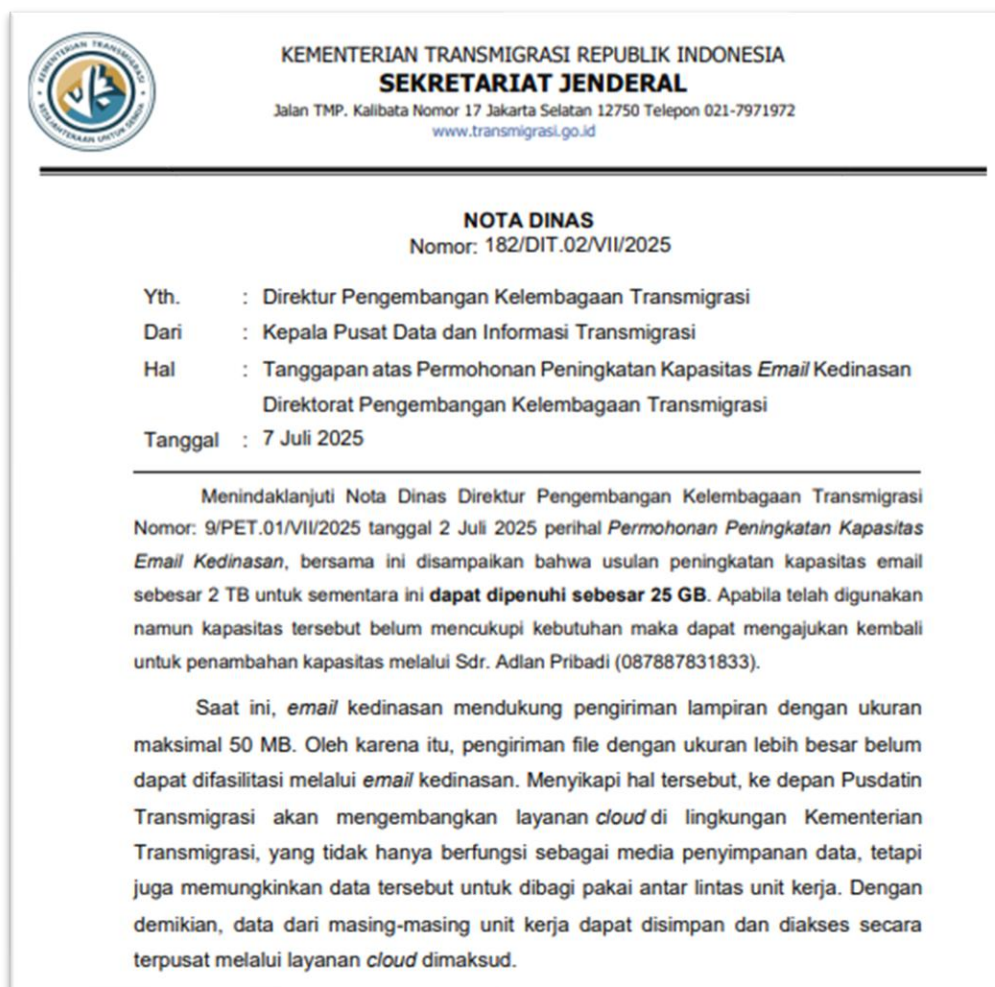 KEMENTERIAN TRANSMIGRASI
KESEJAHTERAAN UNTUK SEMUA
KEMENTERIAN TRANSMIGRASI REPUBLIK INDONESIA
SEKRETARIAT JENDERAL
Jalan TMP. Kalibata Nomor 17 Jakarta Selatan 12750 Telepon 021-7971972
www.transmigrasi.go.id
NOTA DINAS
Nomor: 182/DIT.02/VII/2025
Yth. : Direktur Pengembangan Kelembagaan Transmigrasi
Dari : Kepala Pusat Data dan Informasi Transmigrasi
Hal : Tanggapan atas Permohonan Peningkatan Kapasitas Email Kedinasan
Direktorat Pengembangan Kelembagaan Transmigrasi
Tanggal : 7 Juli 2025
Menindaklanjuti Nota Dinas Direktur Pengembangan Kelembagaan Transmigrasi
Nomor: 9/PET.01/VII/2025 tanggal 2 Juli 2025 perihal Permohonan Peningkatan Kapasitas
Email Kedinasan, bersama ini disampaikan bahwa usulan peningkatan kapasitas email
sebesar 2 TB untuk sementara ini dapat dipenuhi sebesar 25 GB. Apabila telah digunakan
namun kapasitas tersebut belum mencukupi kebutuhan maka dapat mengajukan kembali
untuk penambahan kapasitas melalui Sdr. Adlan Pribadi (087887831833).
Saat ini, email kedinasan mendukung pengiriman lampiran dengan ukuran
maksimal 50 MB. Oleh karena itu, pengiriman file dengan ukuran lebih besar belum
dapat difasilitasi melalui email kedinasan. Menyikapi hal tersebut, ke depan Pusdatin
Transmigrasi akan mengembangkan layanan cloud di lingkungan Kementerian
Transmigrasi, yang tidak hanya berfungsi sebagai media penyimpanan data, tetapi
juga memungkinkan data tersebut untuk dibagi pakai antar lintas unit kerja. Dengan
demikian, data dari masing-masing unit kerja dapat disimpan dan diakses secara
terpusat melalui layanan cloud dimaksud.